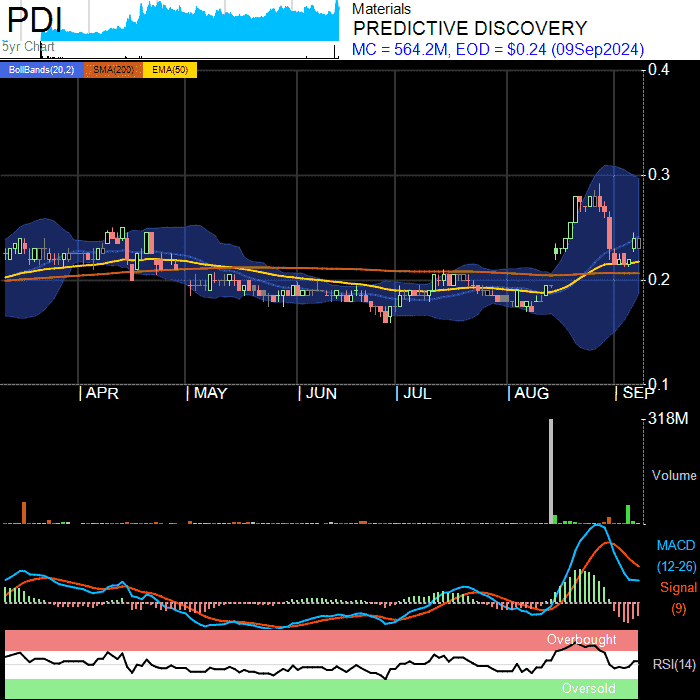 PDI
5yr Chart
Materials
PREDICTIVE DISCOVERY
MC = 564.2M, EOD = $0.24 (09Sep2024)
BollBands(20,2) SMA(200) EMA(50)
0.4
0.3
0.2
0.1
| APR | MAY | JUN | JUL | AUG | SEP
318M
Volume
MACD
(12-26)
Signal
(9)
Overbought
RSI(14)
Oversold